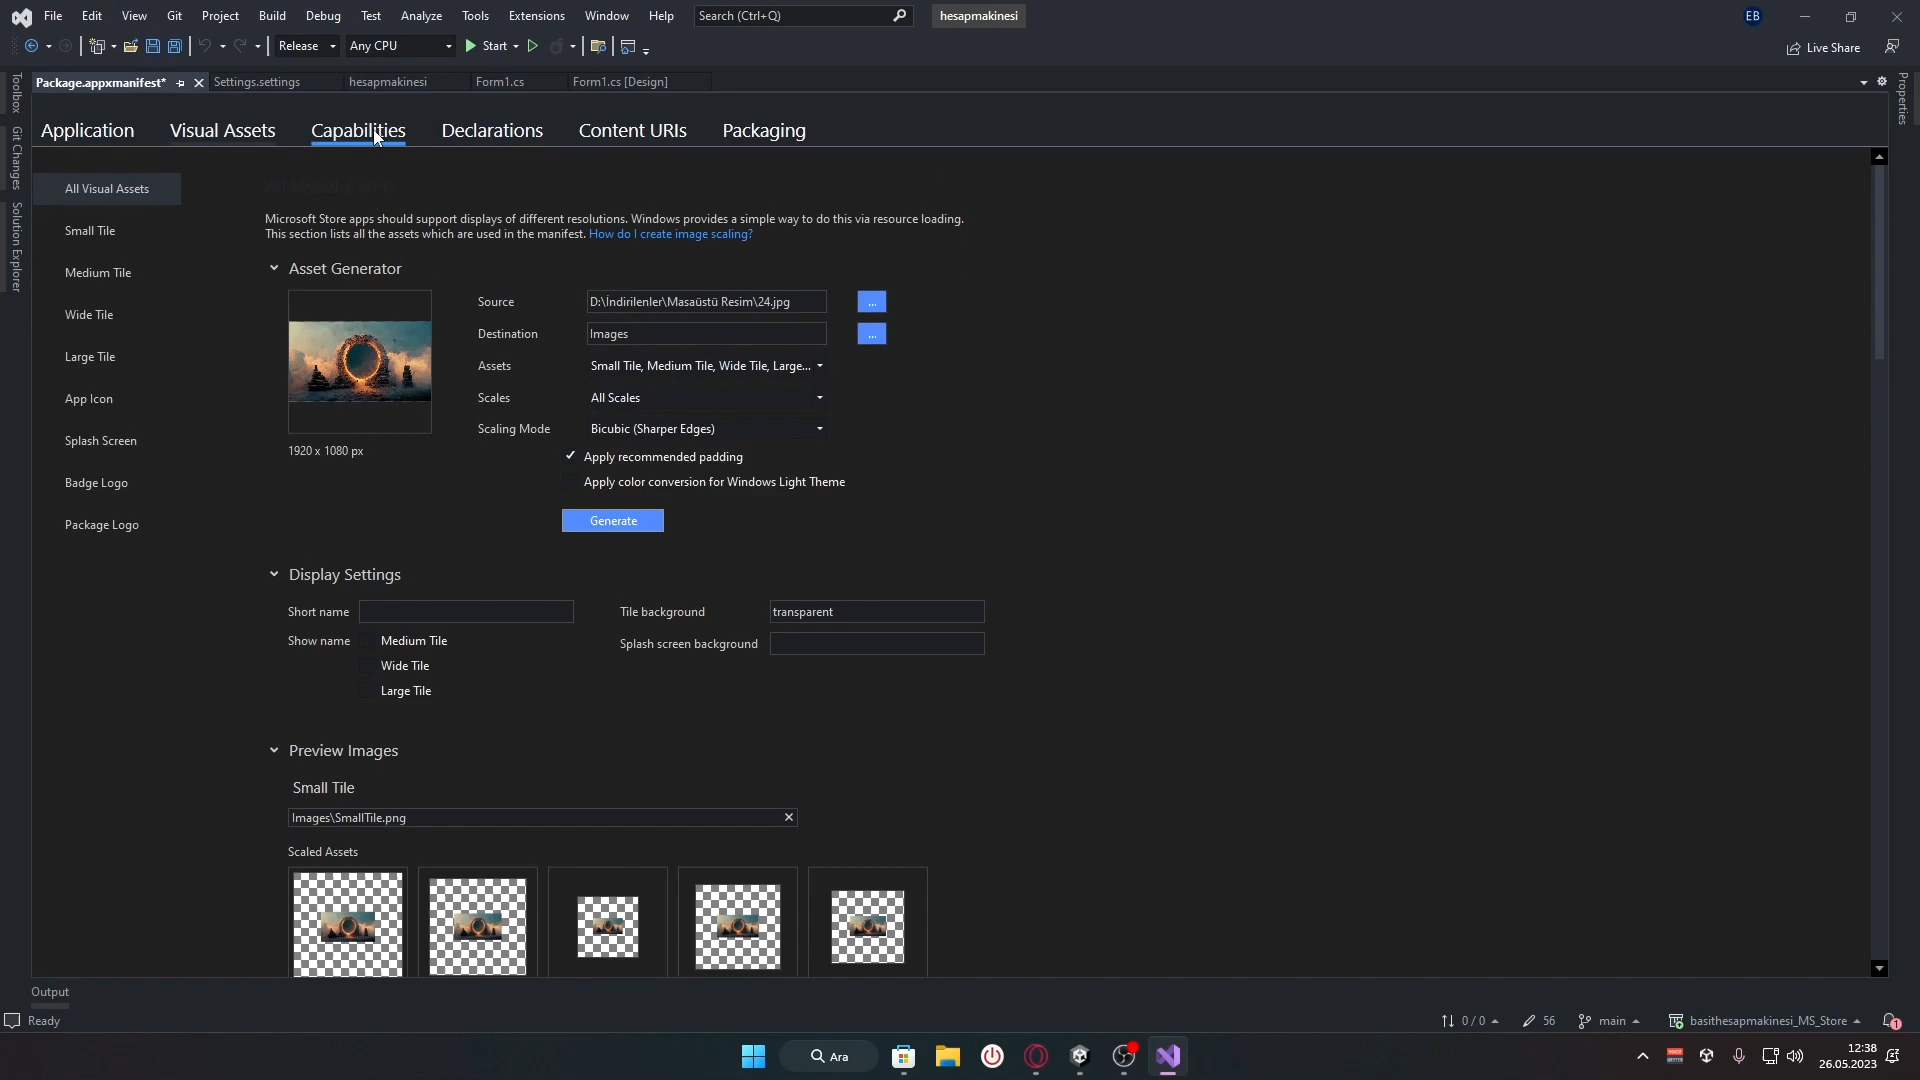 File Edit View Git Project Build Debug Test Analyze Tools Extensions Window Help Search (Ctrl+Q) hesapmakinesi EB
Release Any CPU Start Live Share
Package.appxmanifest* Settings.settings hesapmakinesi Form1.cs Form1.cs [Design]
Toolbox
Git Changes
Solution Explorer
Properties
Application Visual Assets Capabilities Declarations Content URIs Packaging
All Visual Assets
Small Tile
Medium Tile
Wide Tile
Large Tile
App Icon
Splash Screen
Badge Logo
Package Logo
Microsoft Store apps should support displays of different resolutions. Windows provides a simple way to do this via resource loading.
This section lists all the assets which are used in the manifest. How do I create image scaling?
Asset Generator
Source D:\İndirilenler\Masaüstü Resim\24.jpg ...
Destination Images ...
Assets Small Tile, Medium Tile, Wide Tile, Large...
Scales All Scales
Scaling Mode Bicubic (Sharper Edges)
1920 x 1080 px
Apply recommended padding
Apply color conversion for Windows Light Theme
Generate
Display Settings
Short name Tile background transparent
Show name Medium Tile Splash screen background
Wide Tile
Large Tile
Preview Images
Small Tile
Images\SmallTile.png
Scaled Assets
Output
Ready 0 / 0 56 main basithesapmakinesi_MS_Store 1
Ara
12:38
26.05.2023